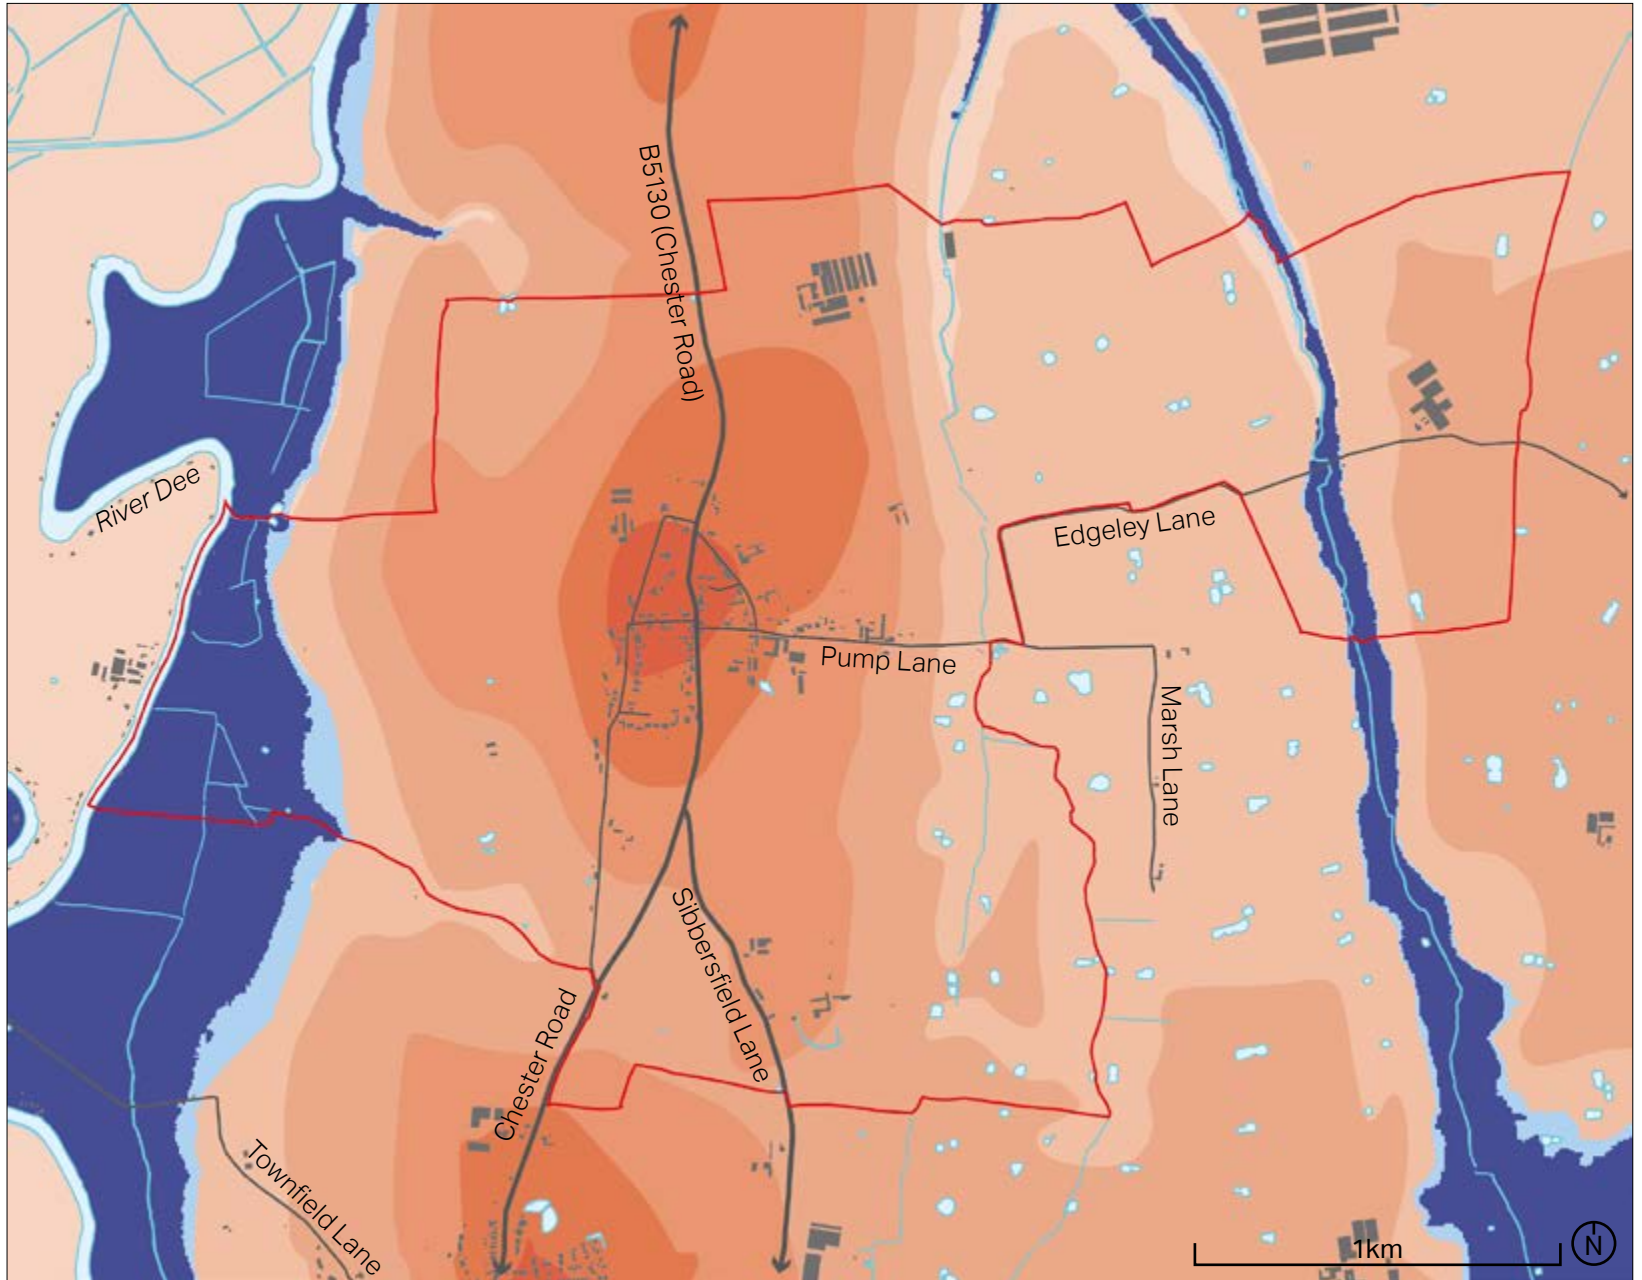 B5130 (Chester Road)
River Dee
Edgeley Lane
Pump Lane
Marsh Lane
Sibbersfield Lane
Chester Road
Townfield Lane
1km
N